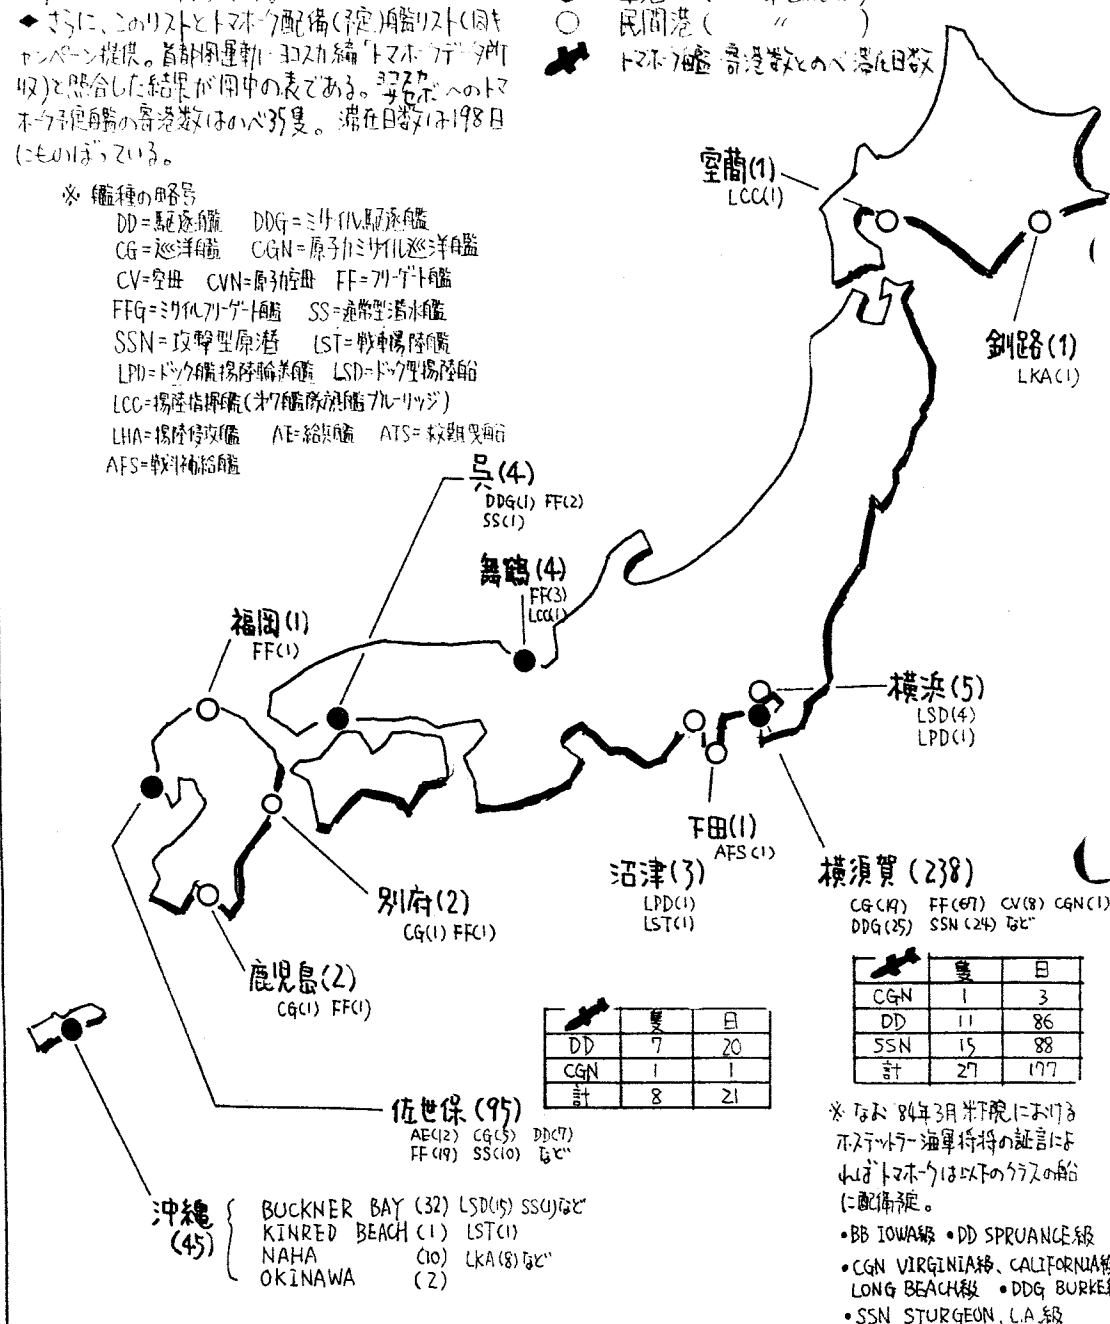 ◆ さらに、このリストとトマホーク配備(予定)艦リスト(同キ
ャンペーン提供。首都圏運動・ヨコスカ編「トマホークデータ」所
収)と照合した結果が図中の表である。ヨコスカ サセボへのトマ
ホーク予定艦の寄港数はのべ35隻。滞在日数は198日
にものぼっている。
○ 民間港( 〃 )
トマホーク艦 寄港数とのべ滞在日数
※ 艦種の略号
DD=駆逐艦 DDG=ミサイル駆逐艦
CG=巡洋艦 CGN=原子力ミサイル巡洋艦
CV=空母 CVN=原子力空母 FF=フリーゲート艦
FFG=ミサイルフリーゲート艦 SS=通常型潜水艦
SSN=攻撃型原潜 LST=戦車揚陸艦
LPD=ドック艦揚陸輸送艦 LSD=ドック型揚陸船
LCC=揚陸指揮艦(オ7艦隊旗艦ブルーリッジ)
LHA=揚陸侵攻艦 AE=給兵艦 ATS=救難曳船
AFS=戦斗補給艦
室蘭(1)
LCC(1)
釧路(1)
LKA(1)
呉(4)
DDG(1) FF(2)
SS(1)
舞鶴(4)
FF(3)
LCC(1)
福岡(1)
FF(1)
横浜(5)
LSD(4)
LPD(1)
下田(1)
AFS(1)
沼津(3)
LPD(1)
LST(1)
横須賀(238)
CG(19) FF(67) CV(8) CGN(1)
DDG(25) SSN(24) など
隻 日
CGN 1 3
DD 11 86
SSN 15 88
計 27 177
別府(2)
CG(1) FF(1)
鹿児島(2)
CG(1) FF(1)
隻 日
DD 7 20
CGN 1 1
計 8 21
佐世保(95)
AE(12) CG(5) DD(7)
FF(19) SS(10) など
沖縄
(45)
BUCKNER BAY (32) LSD(15) SS(1)など
KINRED BEACH (1) LST(1)
NAHA (10) LKA(8)など
OKINAWA (2)
※ なお '84年3月 米下院における
ホステットラー海軍将の証言によ
ればトマホークは以下のクラスの船
に配備予定。
•BB IOWA級 •DD SPRUANCE級
•CGN VIRGINIA級、CALIFORNIA級
LONG BEACH級 •DDG BURKE
•SSN STURGEON、L.A.級